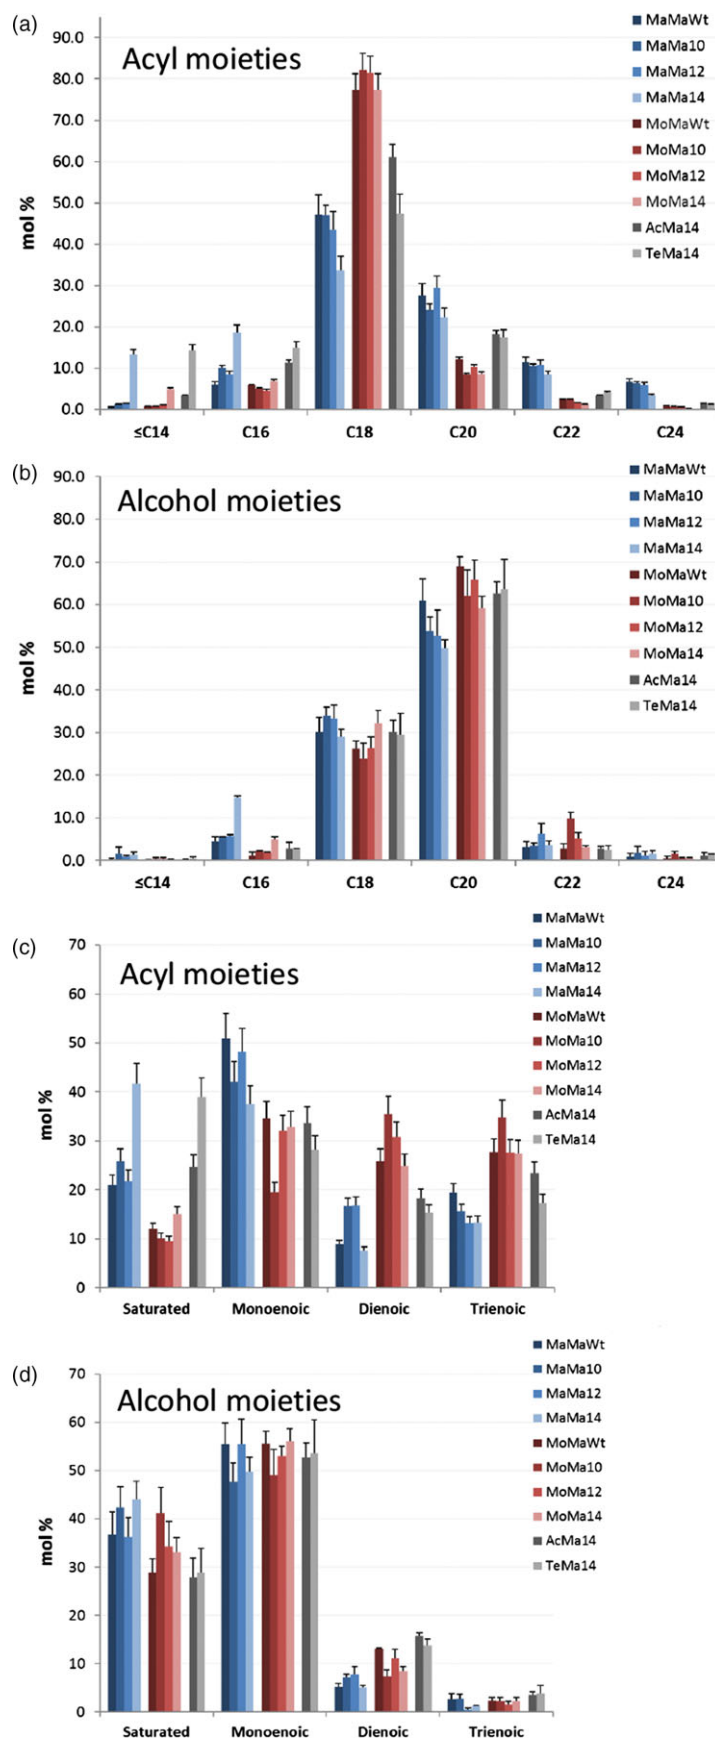 (a)
Acyl moieties
mol %
90.0
80.0
70.0
60.0
50.0
40.0
30.0
20.0
10.0
0.0
≤C14 C16 C18 C20 C22 C24
MaMaWt
MaMa10
MaMa12
MaMa14
MoMaWt
MoMa10
MoMa12
MoMa14
AcMa14
TeMa14
(b)
Alcohol moieties
mol %
90.0
80.0
70.0
60.0
50.0
40.0
30.0
20.0
10.0
0.0
≤C14 C16 C18 C20 C22 C24
MaMaWt
MaMa10
MaMa12
MaMa14
MoMaWt
MoMa10
MoMa12
MoMa14
AcMa14
TeMa14
(c)
Acyl moieties
mol %
70
60
50
40
30
20
10
0
Saturated Monoenoic Dienoic Trienoic
MaMaWt
MaMa10
MaMa12
MaMa14
MoMaWt
MoMa10
MoMa12
MoMa14
AcMa14
TeMa14
(d)
Alcohol moieties
mol %
70
60
50
40
30
20
10
0
Saturated Monoenoic Dienoic Trienoic
MaMaWt
MaMa10
MaMa12
MaMa14
MoMaWt
MoMa10
MoMa12
MoMa14
AcMa14
TeMa14